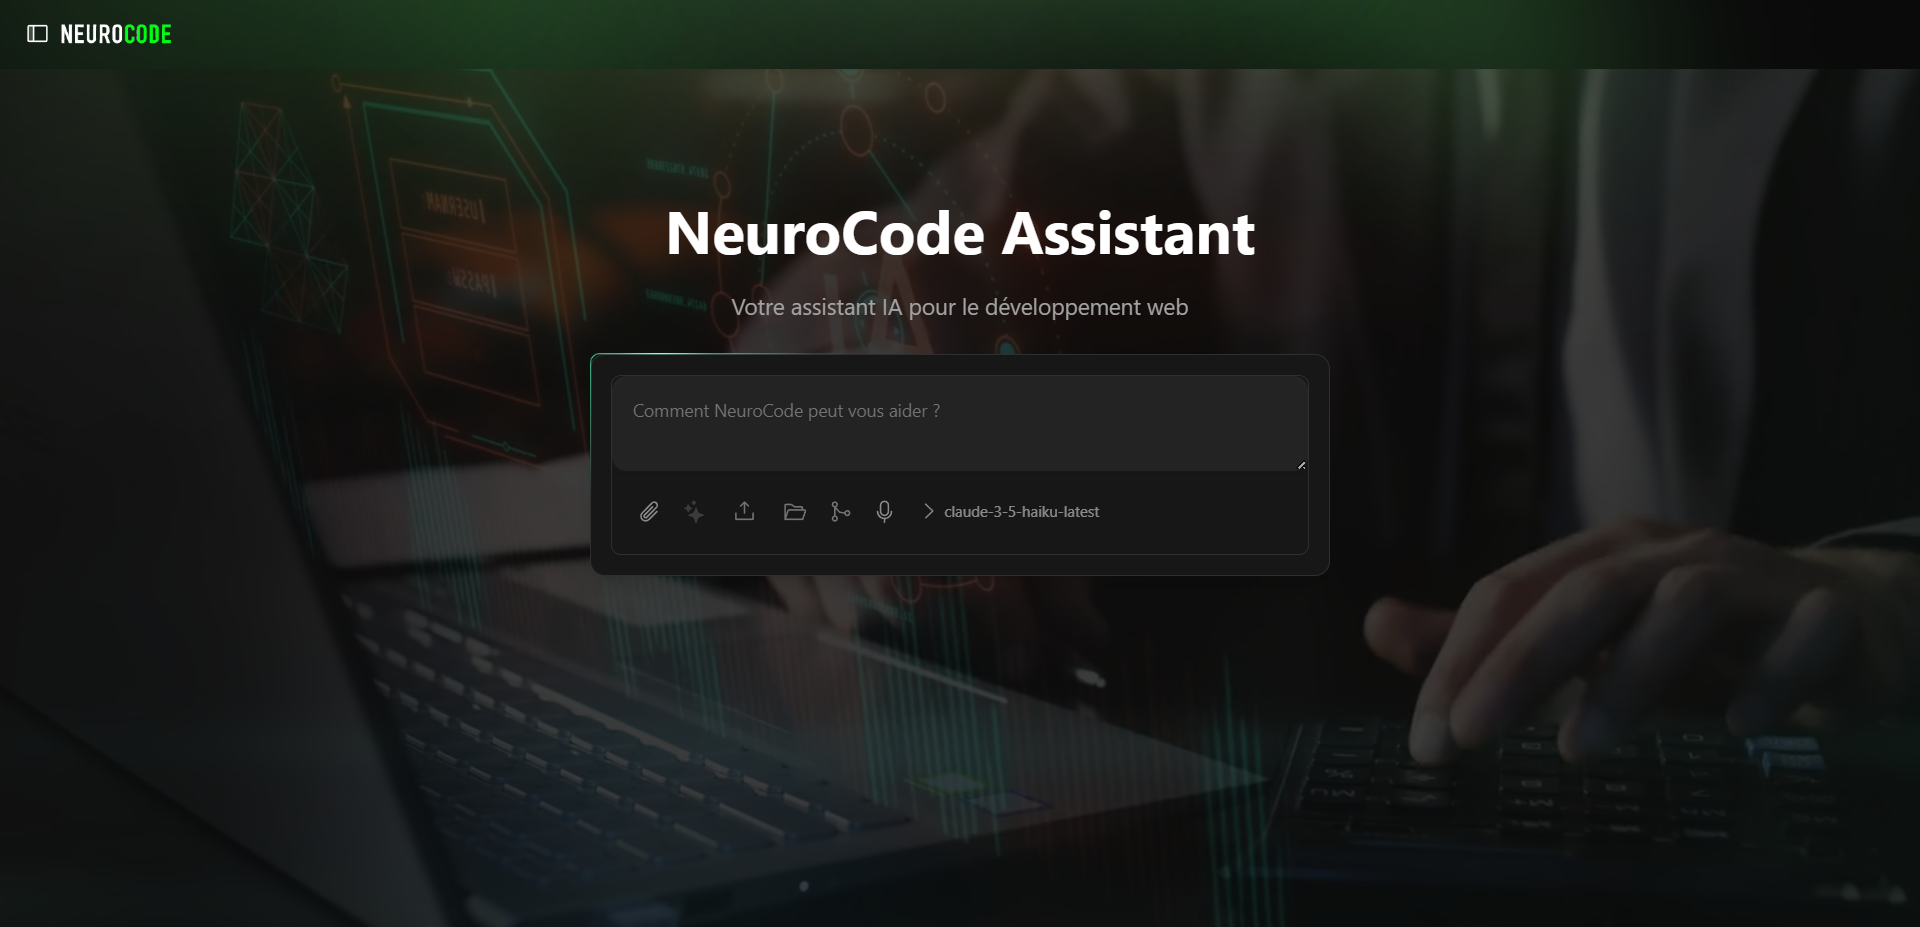 NEUROCODE
NeuroCode Assistant
Votre assistant IA pour le développement web
Comment NeuroCode peut vous aider ?
claude-3-5-haiku-latest